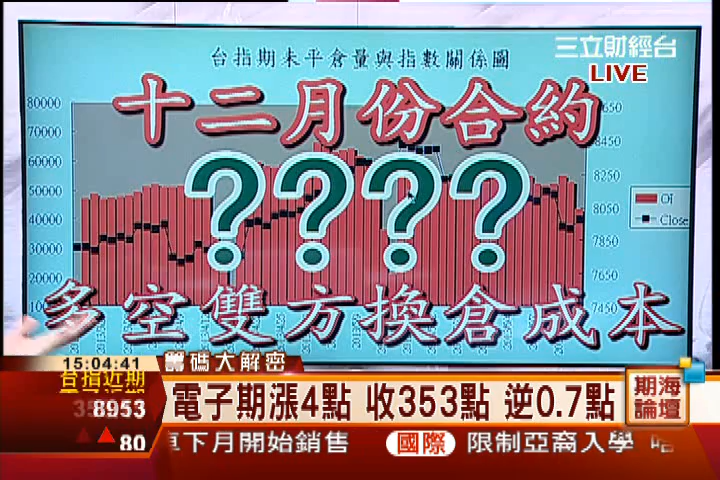 三立財經台
LIVE
台指期未平倉量與指數關係圖
十二月份合約
????
多空雙方換倉成本
80000
70000
60000
50000
40000
30000
20000
8450
8250
8050
7850
7650
7450
OI
Close
15:04:41
籌碼大解密
台指近期
8953
80
電子期漲4點 收353點 逆0.7點
期海論壇
下月開始銷售
國際
限制亞裔入學